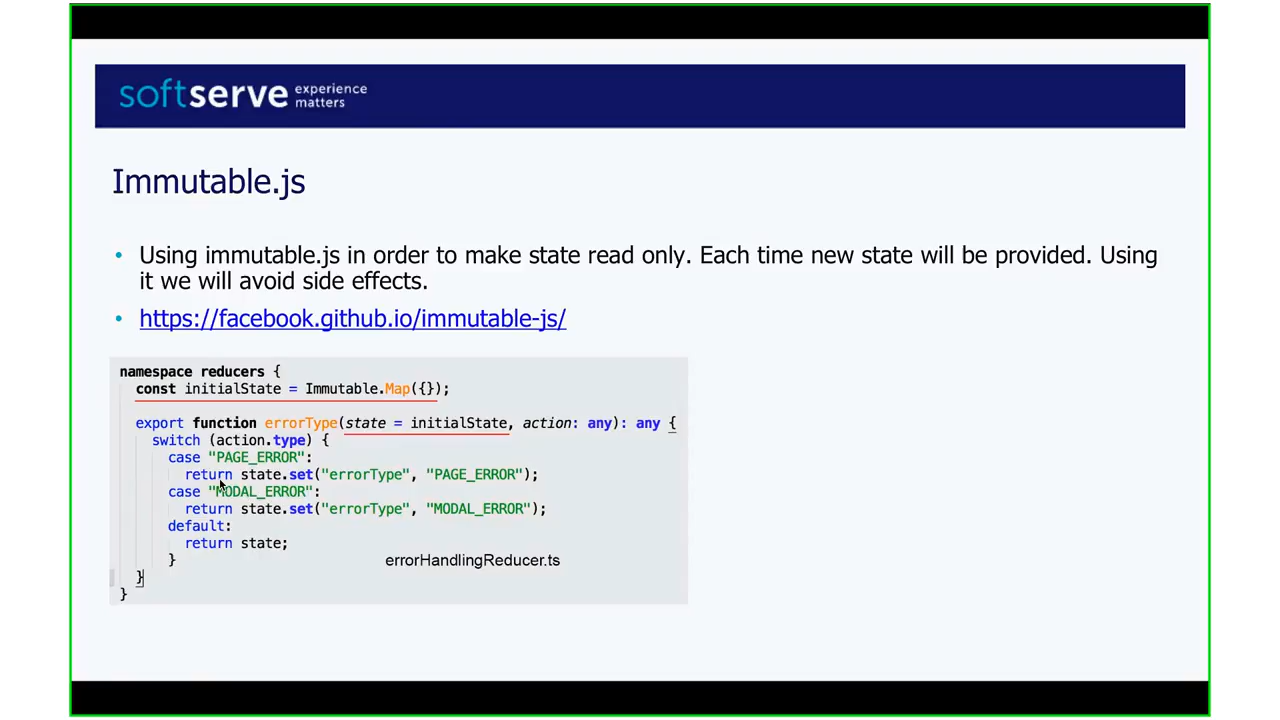 softserve experience matters
Immutable.js
• Using immutable.js in order to make state read only. Each time new state will be provided. Using
it we will avoid side effects.
• https://facebook.github.io/immutable-js/
namespace reducers {
const initialState = Immutable.Map({});
export function errorType(state = initialState, action: any): any {
switch (action.type) {
case "PAGE_ERROR":
return state.set("errorType", "PAGE_ERROR");
case "MODAL_ERROR":
return state.set("errorType", "MODAL_ERROR");
default:
return state;
}
errorHandlingReducer.ts
}
}